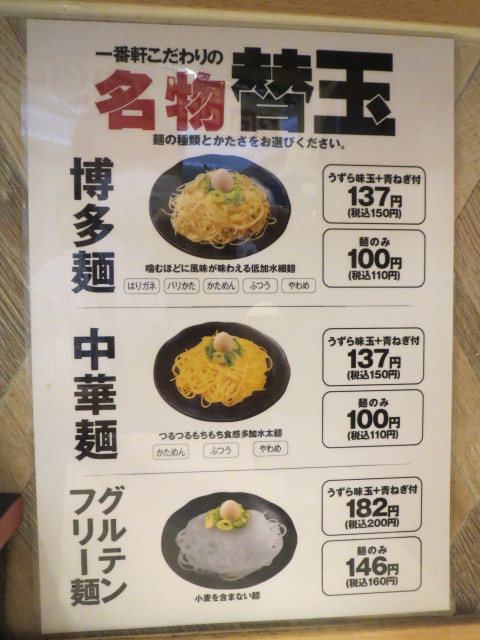 一番軒こだわりの
名物替玉
麺の種類とかたさをお選びください。
博多麺
噛むほどに風味が味わえる低加水細麺
はりガネ バリかた かためん ふつう やわめ
うずら味玉+青ねぎ付
137円
(税込150円)
麺のみ
100円
(税込110円)
中華麺
つるつるもちもち食感多加水太麺
かためん ふつう やわめ
うずら味玉+青ねぎ付
137円
(税込150円)
麺のみ
100円
(税込110円)
グルテン
フリー麺
小麦を含まない麺
うずら味玉+青ねぎ付
182円
(税込200円)
麺のみ
146円
(税込160円)